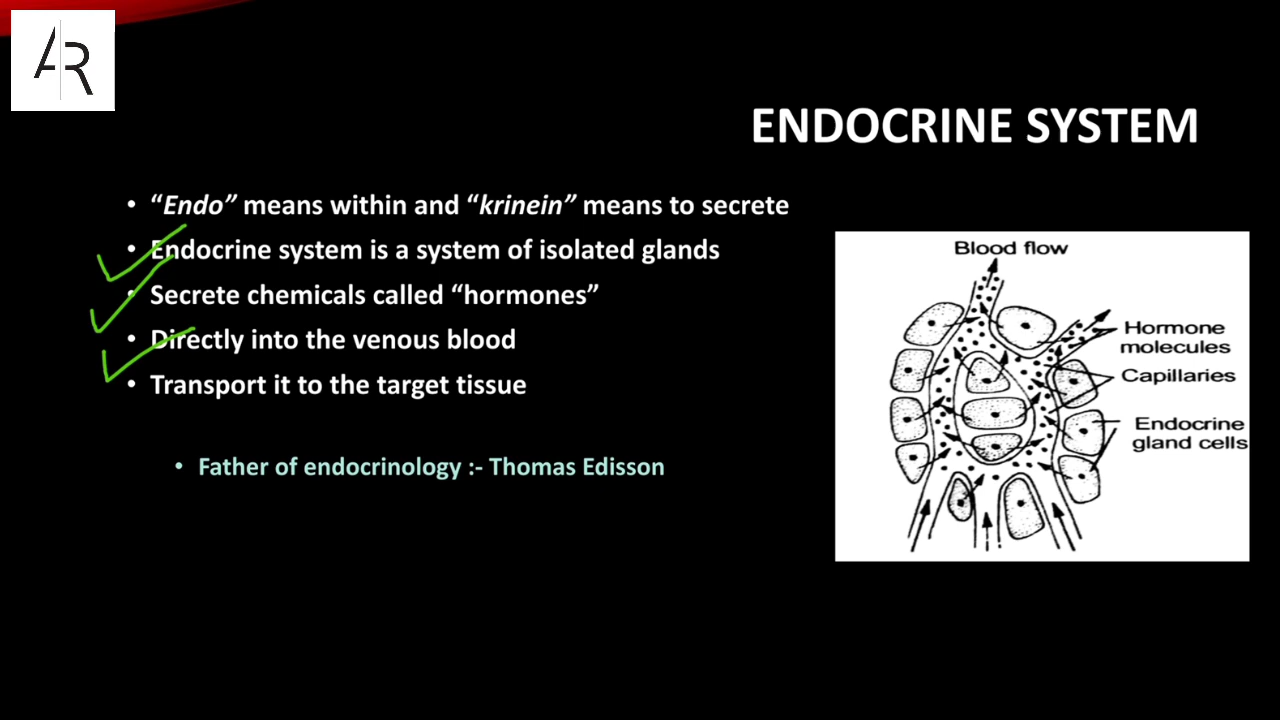 AR
ENDOCRINE SYSTEM
• “Endo” means within and “krinein” means to secrete
• Endocrine system is a system of isolated glands
• Secrete chemicals called “hormones”
• Directly into the venous blood
• Transport it to the target tissue
• Father of endocrinology :- Thomas Edisson
Blood flow
Hormone
molecules
Capillaries
Endocrine
gland cells